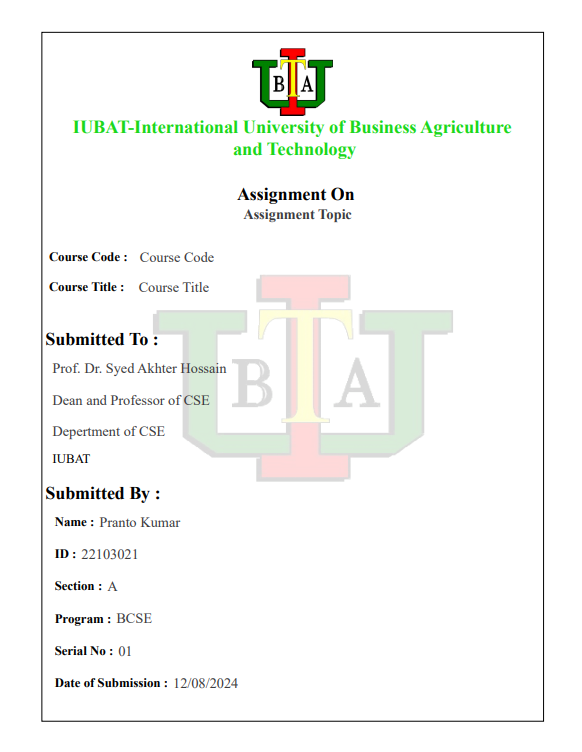 B T A
IUBAT-International University of Business Agriculture
and Technology
Assignment On
Assignment Topic
Course Code : Course Code
Course Title : Course Title
Submitted To :
Prof. Dr. Syed Akhter Hossain
Dean and Professor of CSE
B T A
Depertment of CSE
IUBAT
Submitted By :
Name : Pranto Kumar
ID : 22103021
Section : A
Program : BCSE
Serial No : 01
Date of Submission : 12/08/2024